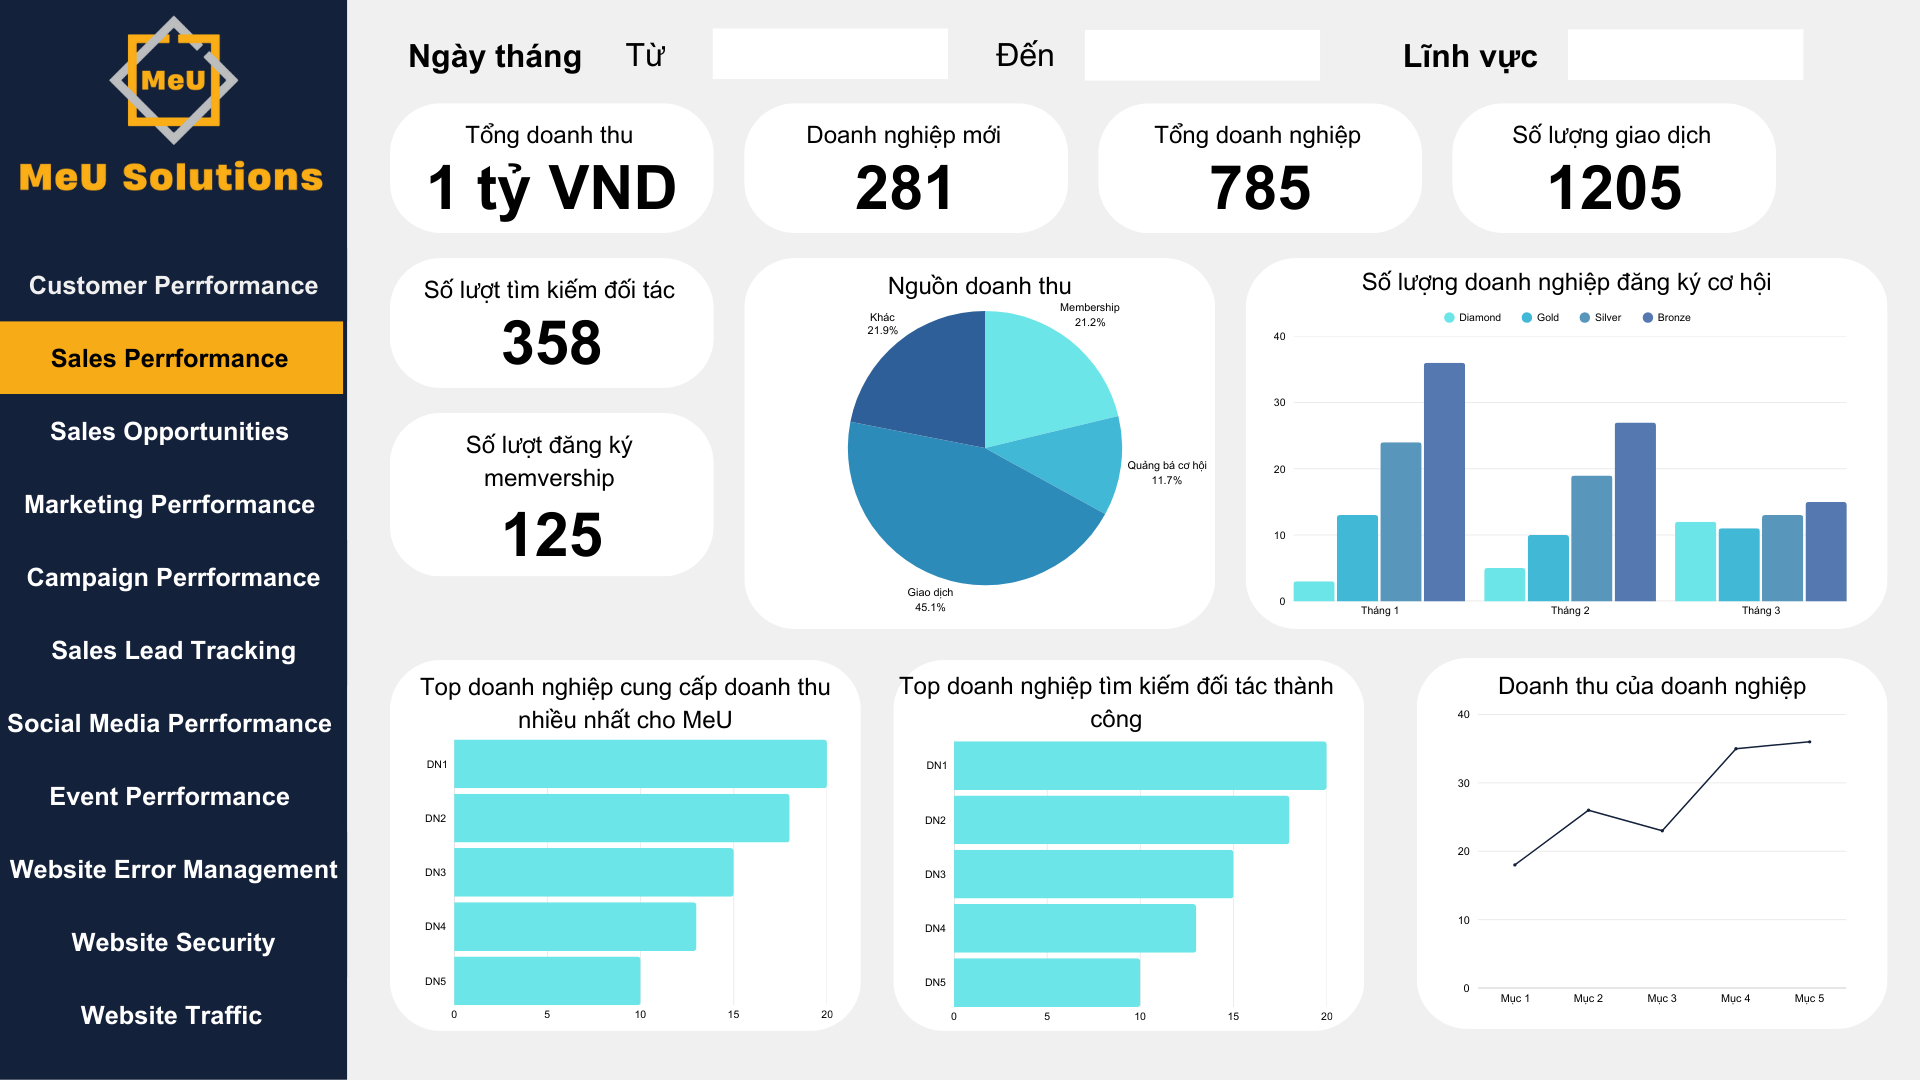 MeU
MeU Solutions
Customer Perrformance
Sales Perrformance
Sales Opportunities
Marketing Perrformance
Campaign Perrformance
Sales Lead Tracking
Social Media Perrformance
Event Perrformance
Website Error Management
Website Security
Website Traffic
Ngày tháng Từ Đến Lĩnh vực
Tổng doanh thu
1 tỷ VND
Doanh nghiệp mới
281
Tổng doanh nghiệp
785
Số lượng giao dịch
1205
Số lượt tìm kiếm đối tác
358
Số lượt đăng ký
memvership
125
Nguồn doanh thu
Membership
21.2%
Khác
21.9%
Quảng bá cơ hội
11.7%
Giao dịch
45.1%
Số lượng doanh nghiệp đăng ký cơ hội
Diamond Gold Silver Bronze
40
30
20
10
0
Tháng 1 Tháng 2 Tháng 3
Top doanh nghiệp cung cấp doanh thu
nhiều nhất cho MeU
DN1
DN2
DN3
DN4
DN5
0 5 10 15 20
Top doanh nghiệp tìm kiếm đối tác thành
công
DN1
DN2
DN3
DN4
DN5
0 5 10 15 20
Doanh thu của doanh nghiệp
40
30
20
10
0
Mục 1 Mục 2 Mục 3 Mục 4 Mục 5